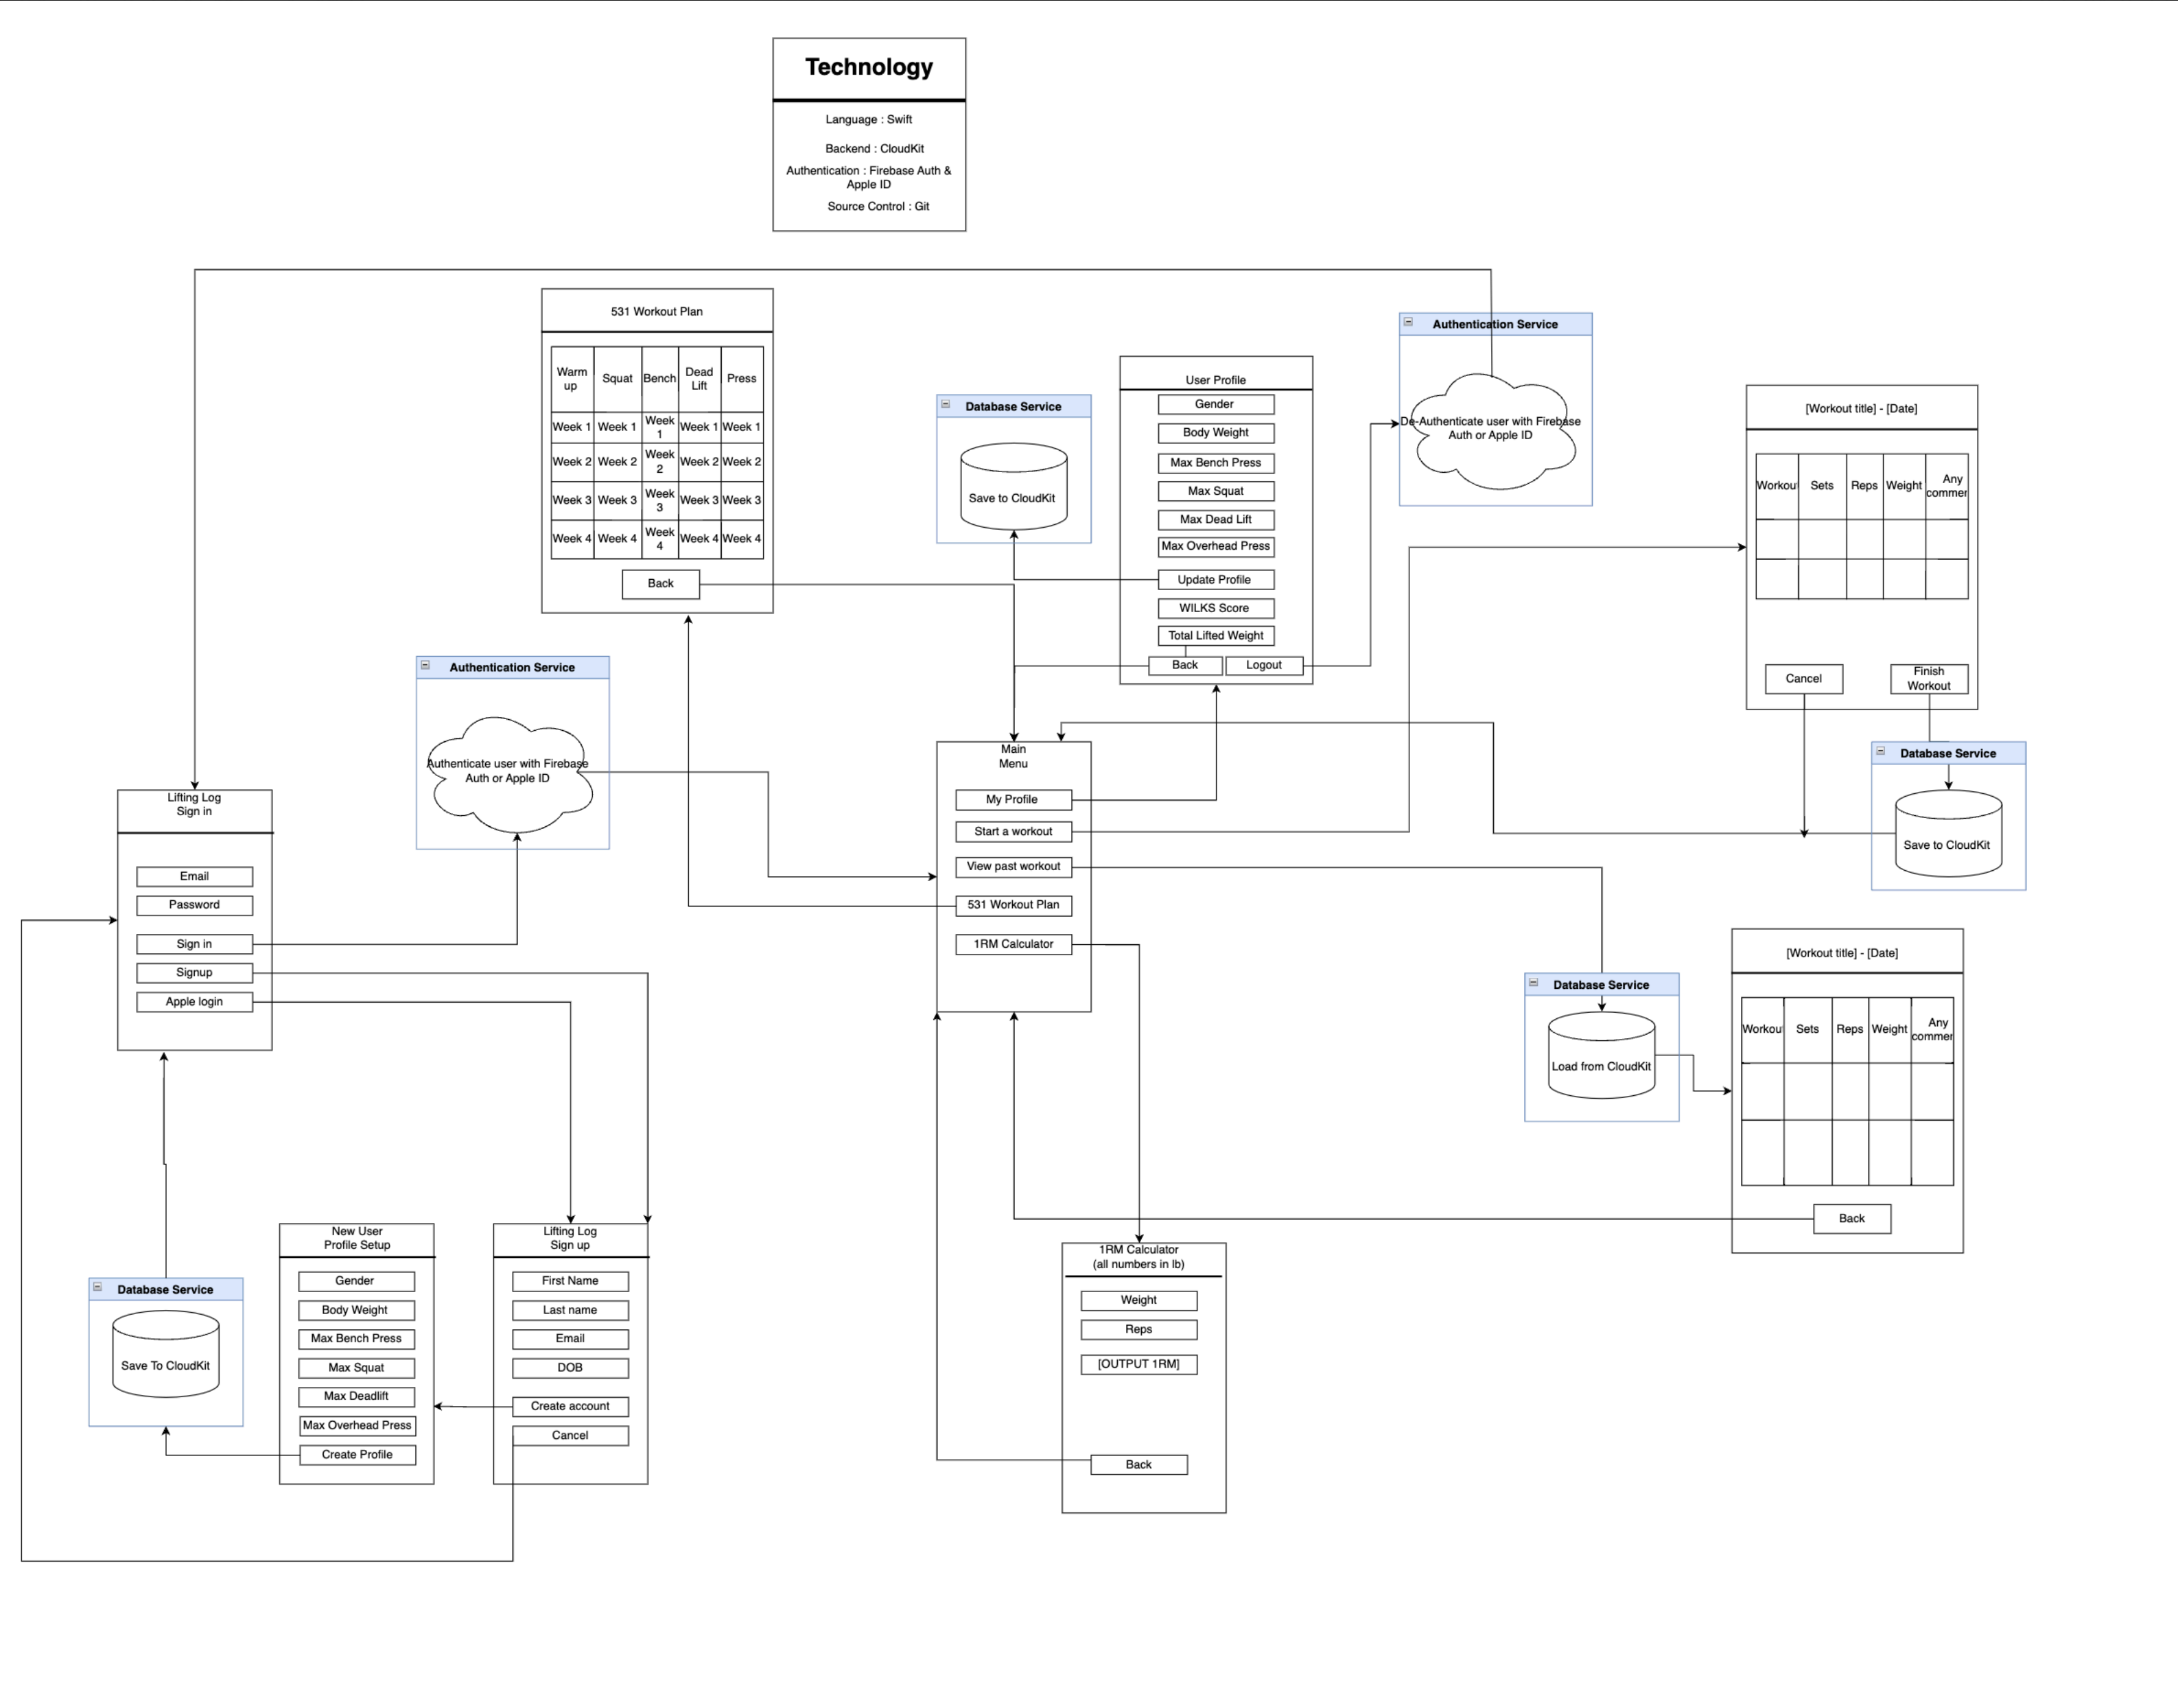 Technology
Language : Swift
Backend : CloudKit
Authentication : Firebase Auth &
Apple ID
Source Control : Git
531 Workout Plan
Warm
up
Squat
Bench
Dead
Lift
Press
Week 1
Week 1
Week
1
Week 1
Week 1
Week 2
Week 2
Week
2
Week 2
Week 2
Week 3
Week 3
Week
3
Week 3
Week 3
Week 4
Week 4
Week
4
Week 4
Week 4
Back
Database Service
Save to CloudKit
User Profile
Gender
Body Weight
Max Bench Press
Max Squat
Max Dead Lift
Max Overhead Press
Update Profile
WILKS Score
Total Lifted Weight
Back
Logout
Authentication Service
De-Authenticate user with Firebase
Auth or Apple ID
[Workout title] - [Date]
Workou
Sets
Reps
Weight
Any
commer
Cancel
Finish
Workout
Database Service
Save to CloudKit
Authentication Service
Authenticate user with Firebase
Auth or Apple ID
Lifting Log
Sign in
Email
Password
Sign in
Signup
Apple login
Main
Menu
My Profile
Start a workout
View past workout
531 Workout Plan
1RM Calculator
Database Service
Load from CloudKit
[Workout title] - [Date]
Workou
Sets
Reps
Weight
Any
commer
Back
Database Service
Save To CloudKit
New User
Profile Setup
Gender
Body Weight
Max Bench Press
Max Squat
Max Deadlift
Max Overhead Press
Create Profile
Lifting Log
Sign up
First Name
Last name
Email
DOB
Create account
Cancel
1RM Calculator
(all numbers in lb)
Weight
Reps
[OUTPUT 1RM]
Back